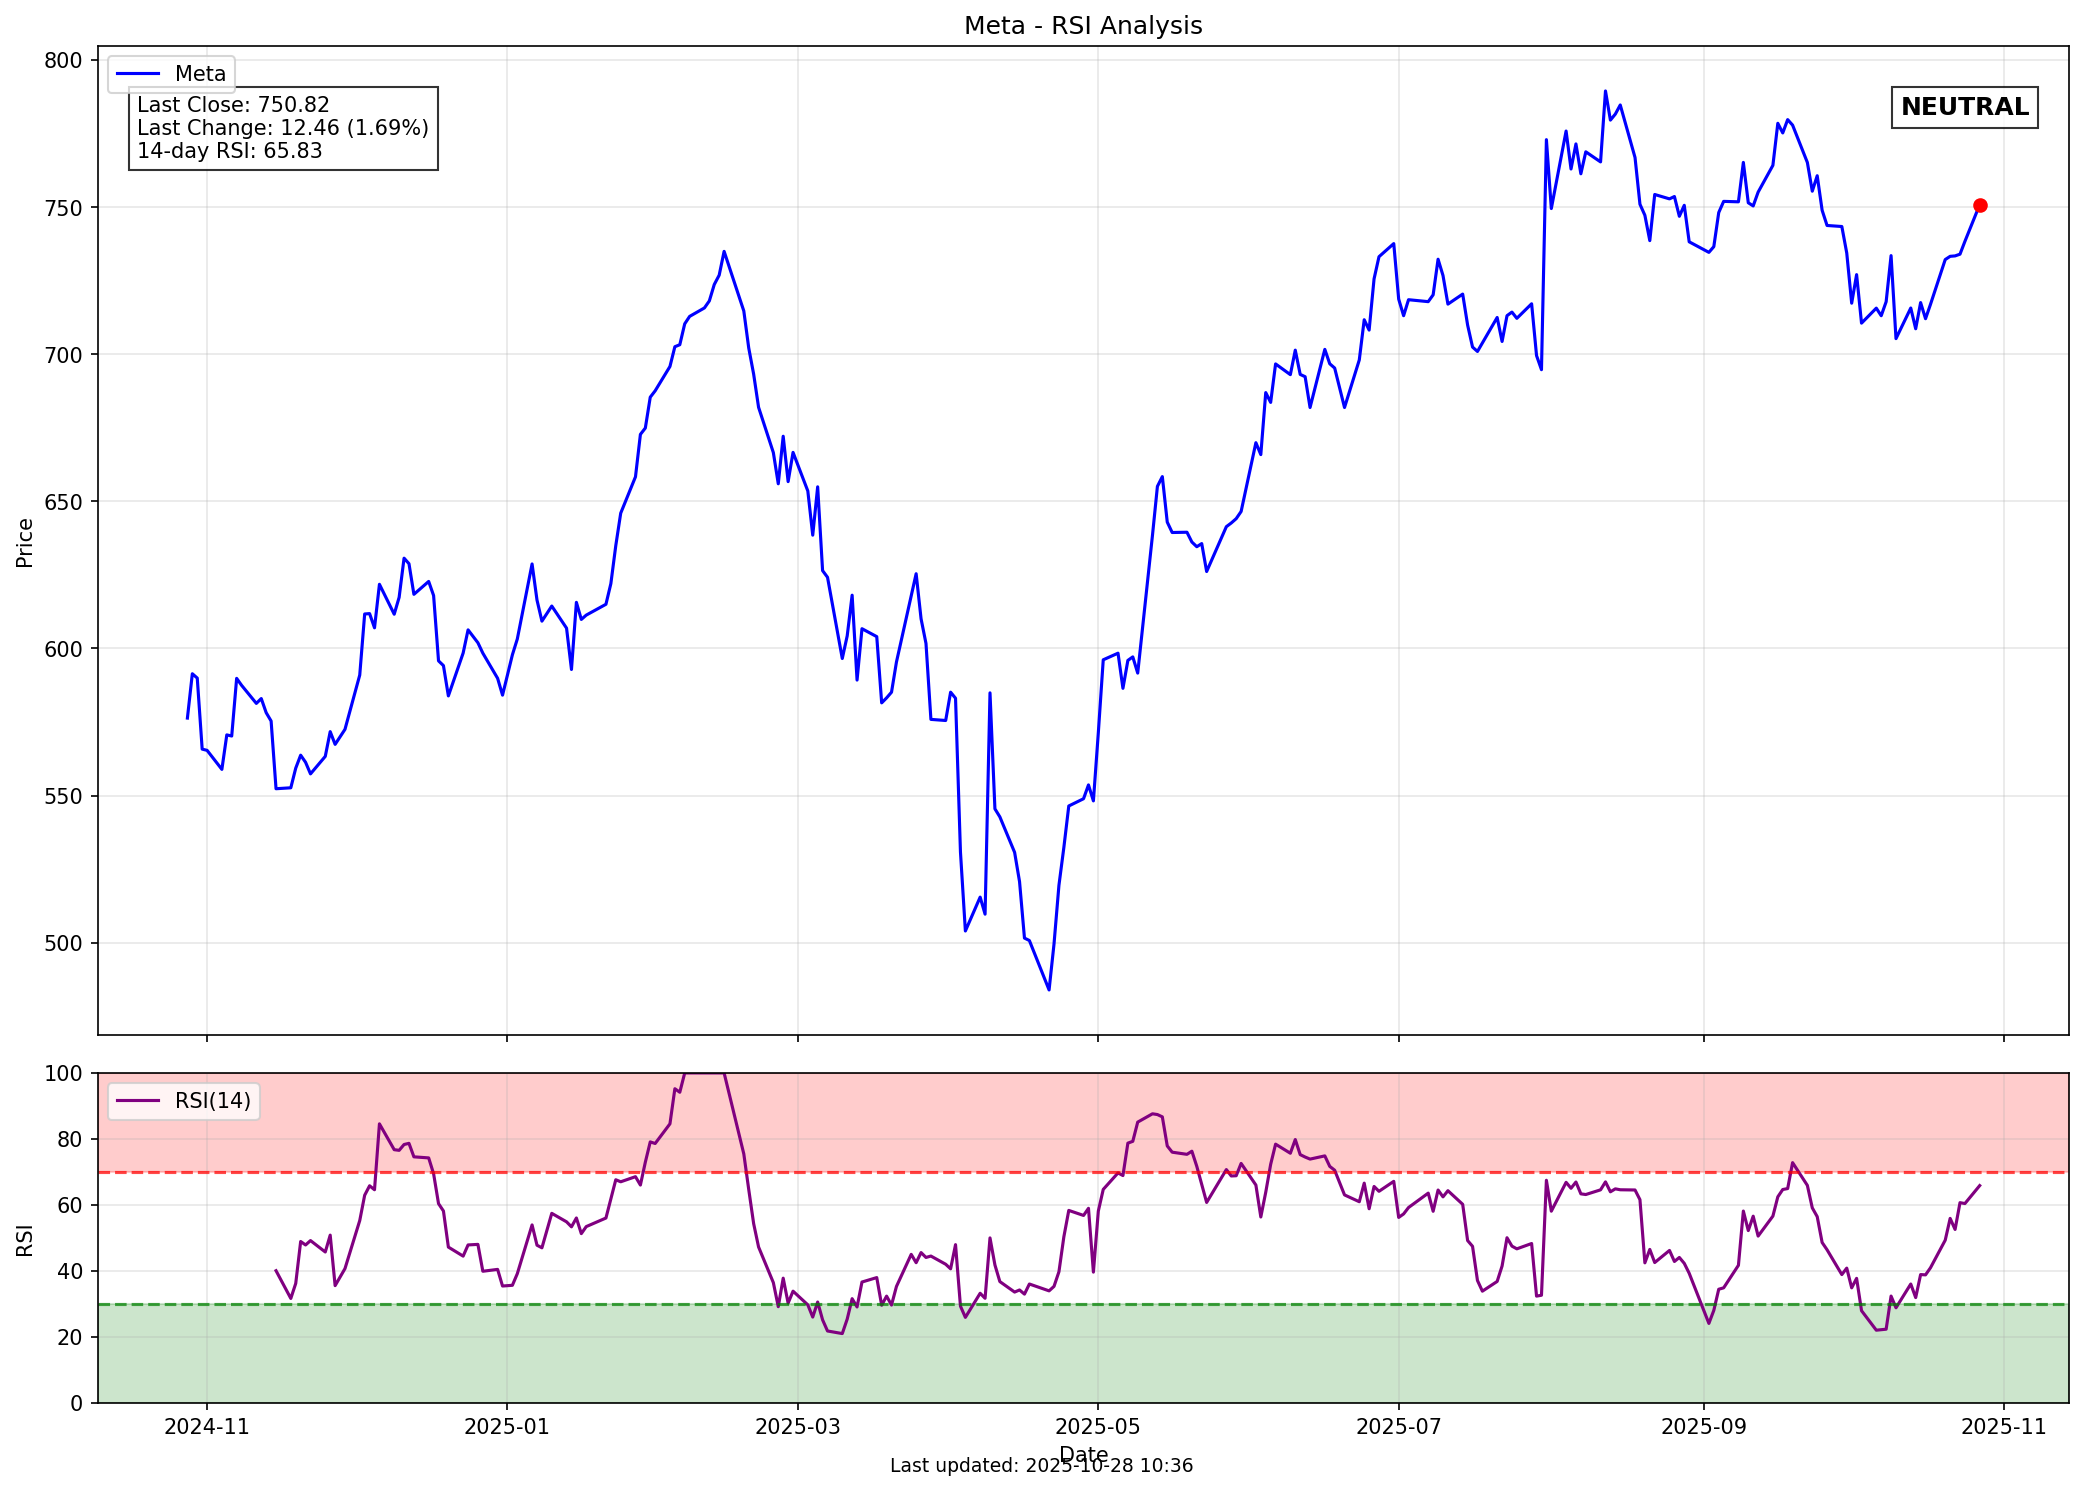 Meta - RSI Analysis
Meta
Last Close: 750.82
Last Change: 12.46 (1.69%)
14-day RSI: 65.83
NEUTRAL
Price
800
750
700
650
600
550
500
RSI(14)
RSI
100
80
60
40
20
0
2024-11 2025-01 2025-03 2025-05 2025-07 2025-09 2025-11
Date
Last updated: 2025-10-28 10:36